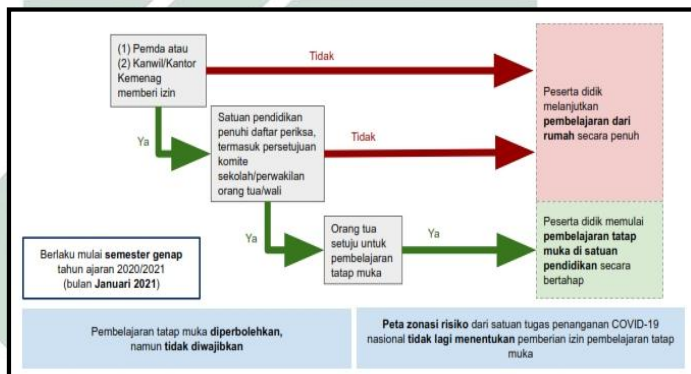 (1) Pemda atau
(2) Kanwil/Kantor
Kemenag
memberi izin
Tidak
Ya
Satuan pendidikan
penuhi daftar periksa,
termasuk persetujuan
komite
sekolah/perwakilan
orang tua/wali
Tidak
Peserta didik
melanjutkan
pembelajaran dari
rumah secara penuh
Ya
Orang tua
setuju untuk
pembelajaran
tatap muka
Ya
Peserta didik memulai
pembelajaran tatap
muka di satuan
pendidikan secara
bertahap
Berlaku mulai semester genap
tahun ajaran 2020/2021
(bulan Januari 2021)
Pembelajaran tatap muka diperbolehkan,
namun tidak diwajibkan
Peta zonasi risiko dari satuan tugas penanganan COVID-19
nasional tidak lagi menentukan pemberian izin pembelajaran tatap
muka